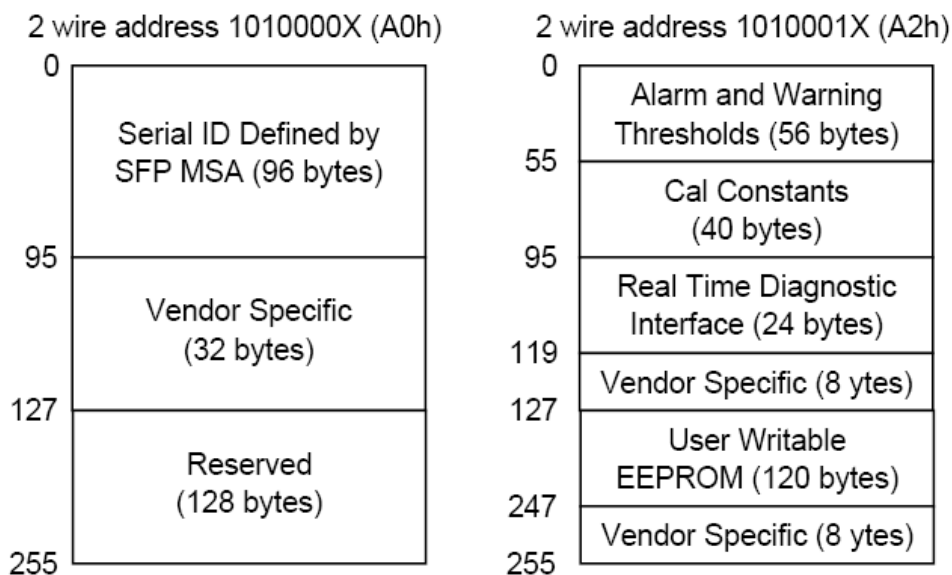 2 wire address 1010000X (A0h)
0
Serial ID Defined by
SFP MSA (96 bytes)
95
Vendor Specific
(32 bytes)
127
Reserved
(128 bytes)
255
2 wire address 1010001X (A2h)
0
Alarm and Warning
Thresholds (56 bytes)
55
Cal Constants
(40 bytes)
95
Real Time Diagnostic
Interface (24 bytes)
119
Vendor Specific (8 ytes)
127
User Writable
EEPROM (120 bytes)
247
Vendor Specific (8 ytes)
255